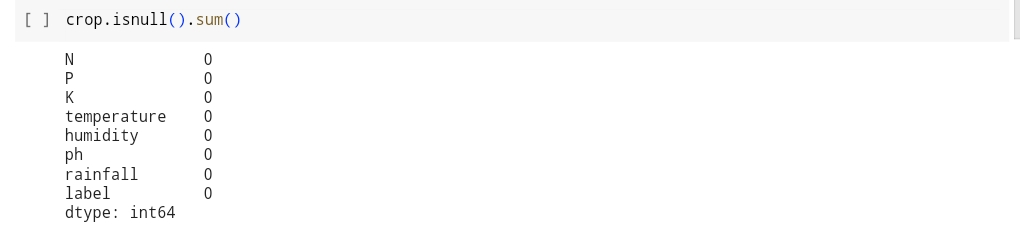 [ ] crop.isnull().sum()
N 0
P 0
K 0
temperature 0
humidity 0
ph 0
rainfall 0
label 0
dtype: int64